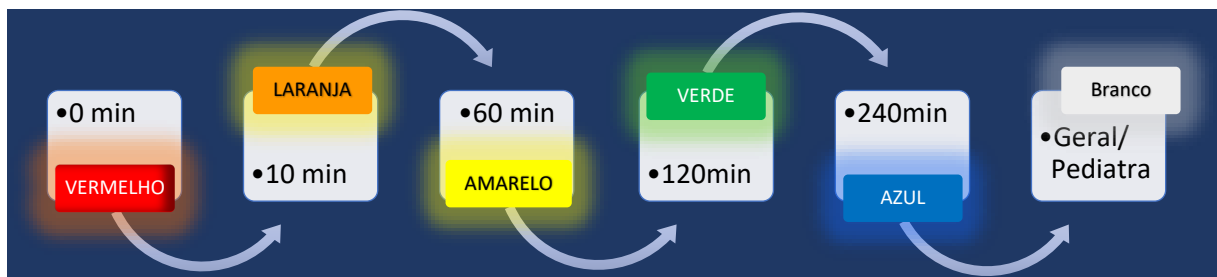 •0 min
VERMELHO
LARANJA
•10 min
•60 min
AMARELO
VERDE
•120min
•240min
AZUL
Branco
•Geral/
Pediatra